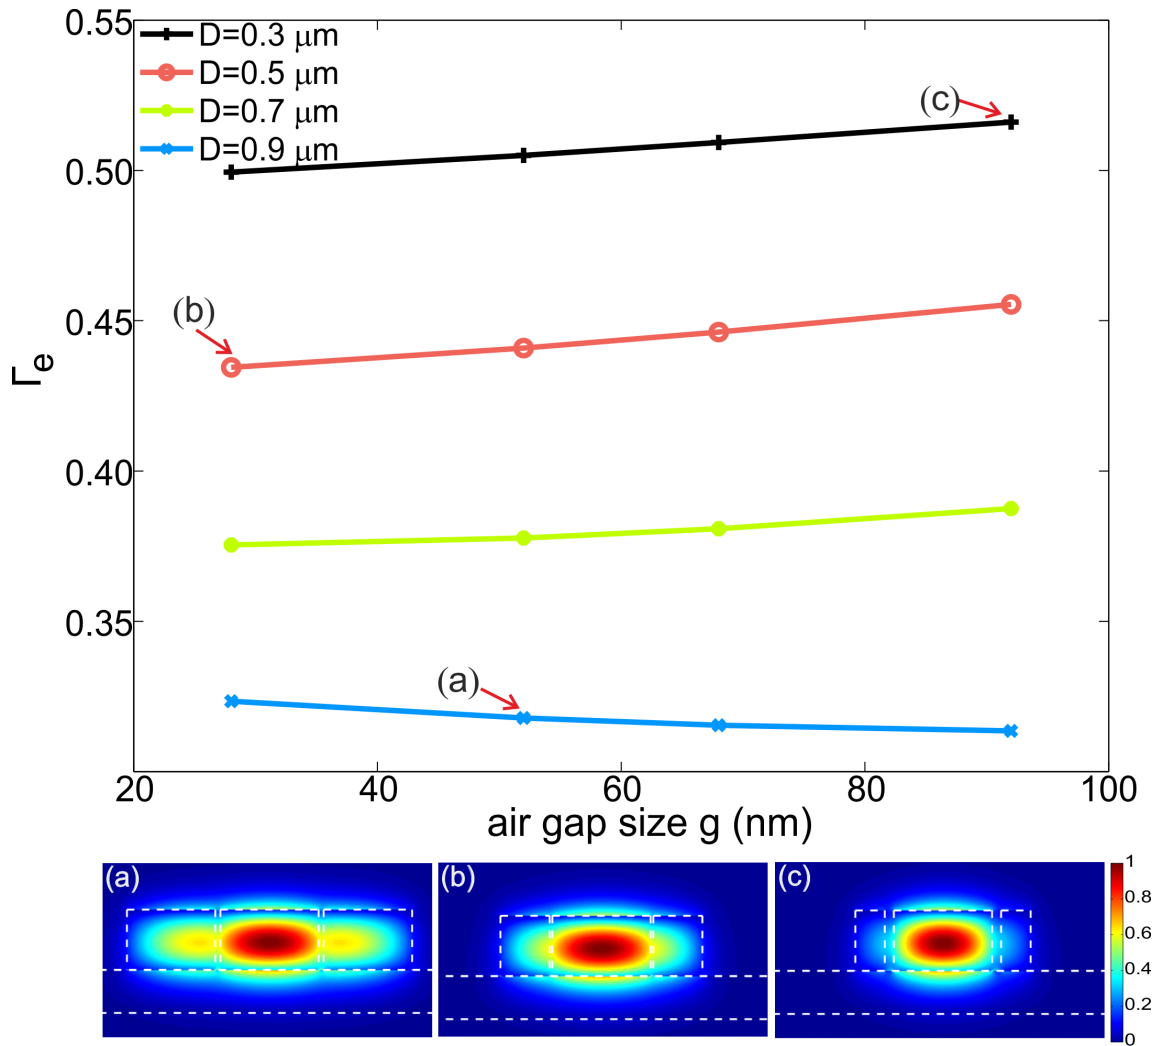 0.55
D=0.3 μm
D=0.5 μm
D=0.7 μm
D=0.9 μm
(c)
0.50
(b)
0.45
Γe
0.40
0.35
(a)
20 40 60 80 100
air gap size g (nm)
(a) (b) (c)
1
0.8
0.6
0.4
0.2
0